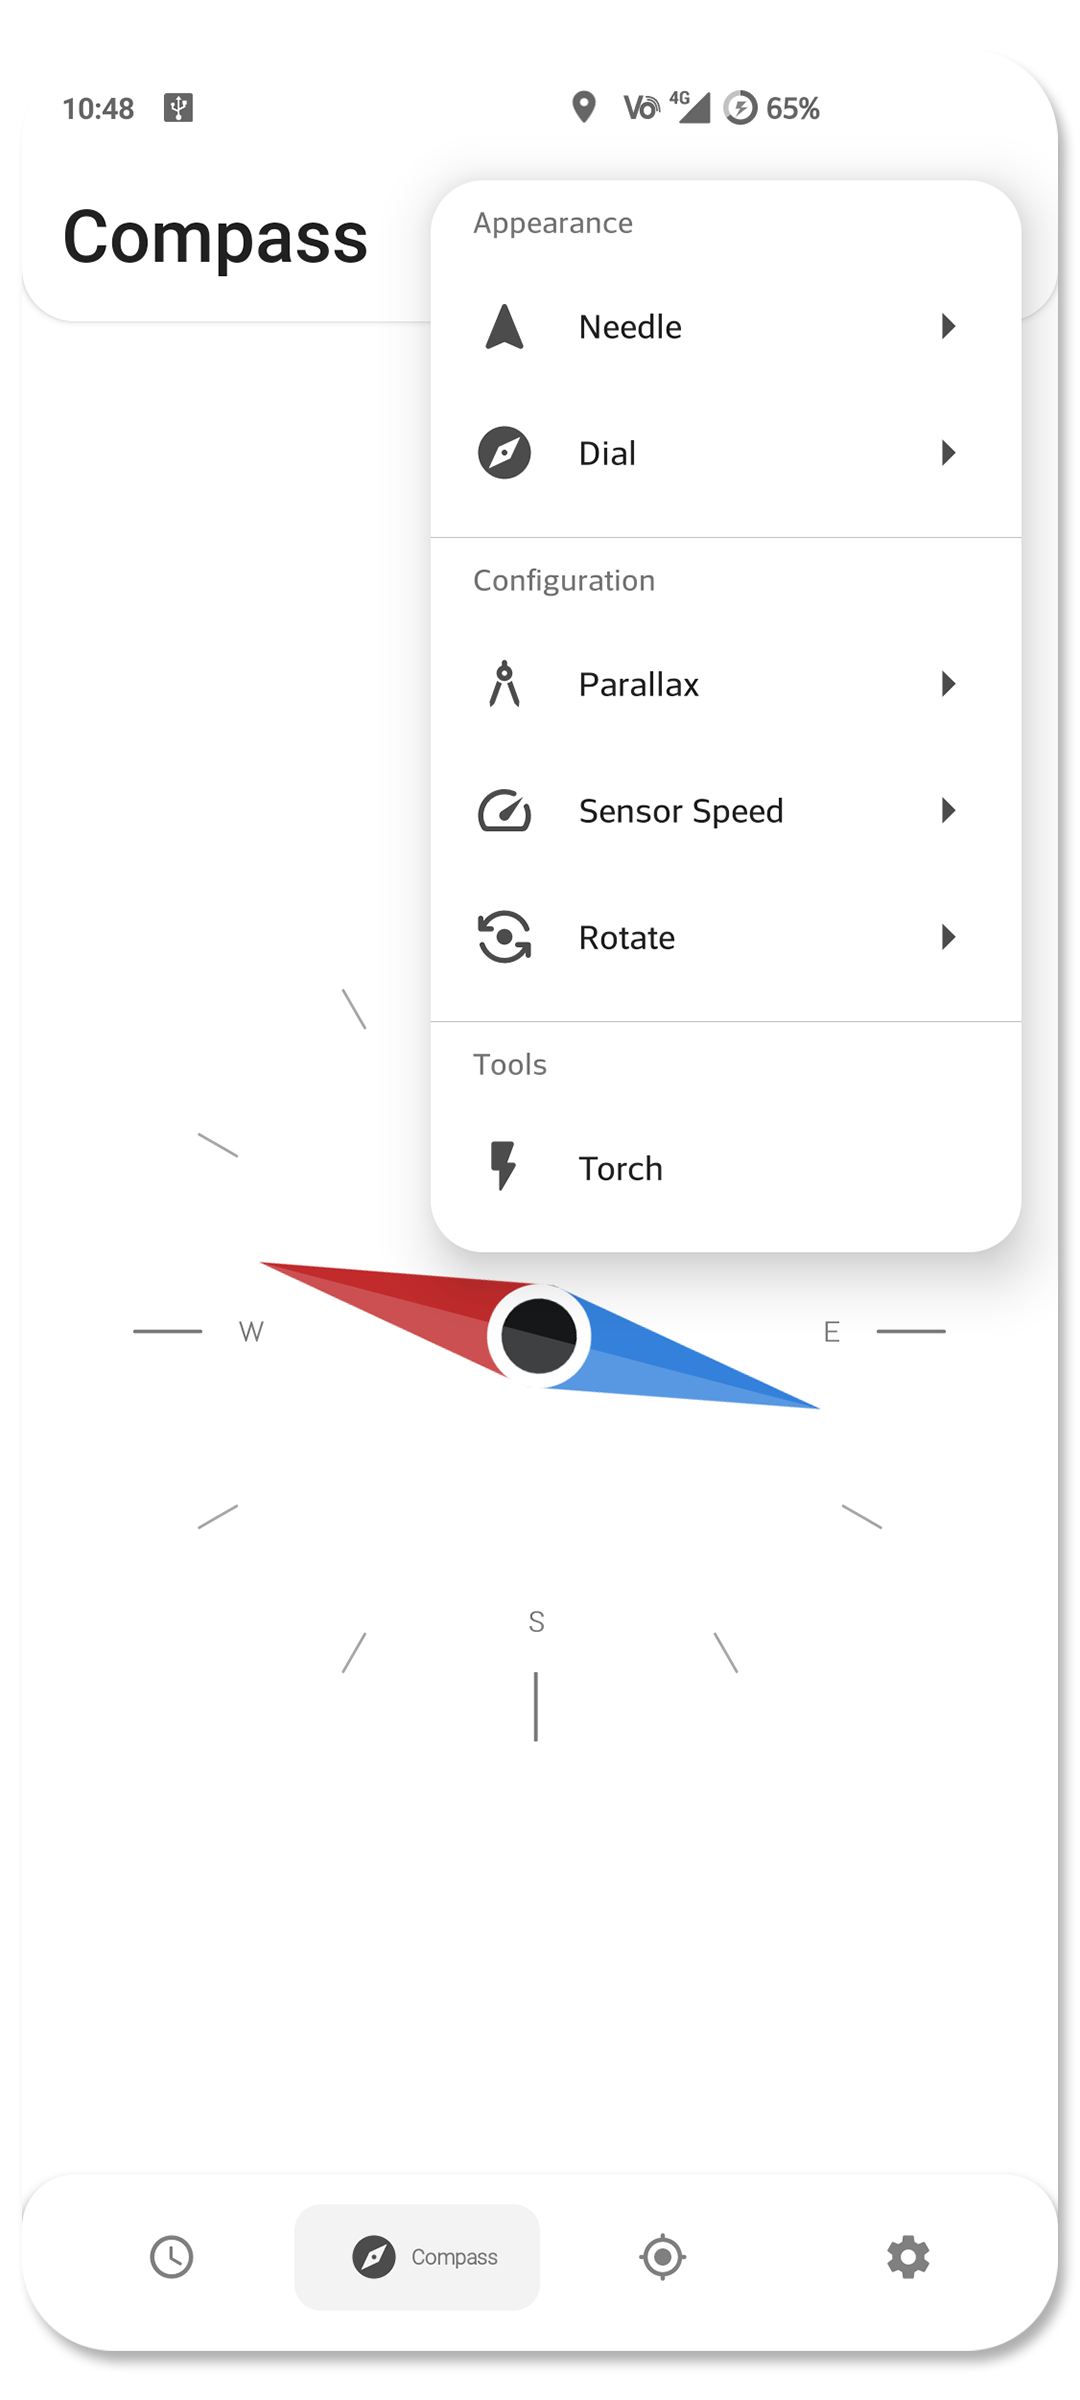 10:48 Vo 4G 65%
Compass
Appearance
Needle
Dial
Configuration
Parallax
Sensor Speed
Rotate
Tools
Torch
W E
S
Compass